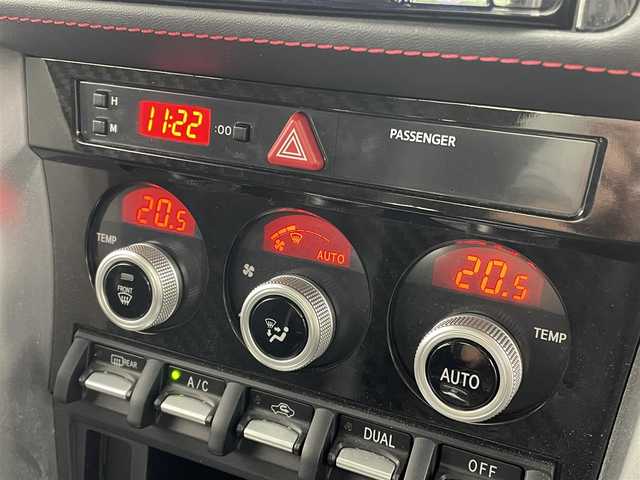 H
M
11:22
:00
PASSENGER
20.5
AUTO
20.5
TEMP
FRONT
AUTO
TEMP
REAR
A/C
DUAL
OFF